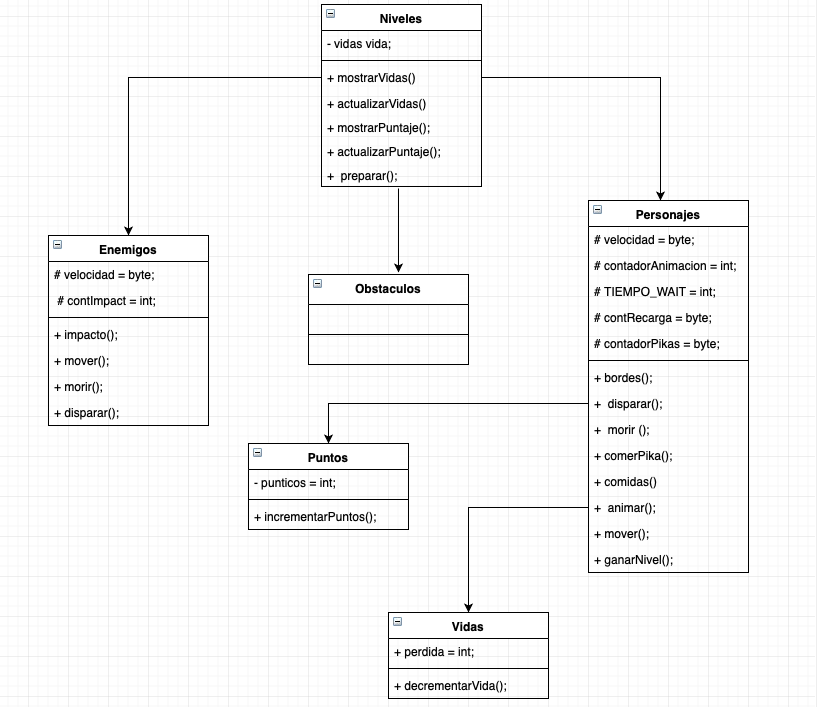 Niveles
- vidas vida;
+ mostrarVidas()
+ actualizarVidas()
+ mostrarPuntaje();
+ actualizarPuntaje();
+ preparar();
Enemigos
# velocidad = byte;
# contImpact = int;
+ impacto();
+ mover();
+ morir();
+ disparar();
Obstaculos
Personajes
# velocidad = byte;
# contadorAnimacion = int;
# TIEMPO_WAIT = int;
# contRecarga = byte;
# contadorPikas = byte;
+ bordes();
+ disparar();
+ morir ();
+ comerPika();
+ comidas()
+ animar();
+ mover();
+ ganarNivel();
Puntos
- punticos = int;
+ incrementarPuntos();
Vidas
+ perdida = int;
+ decrementarVida();